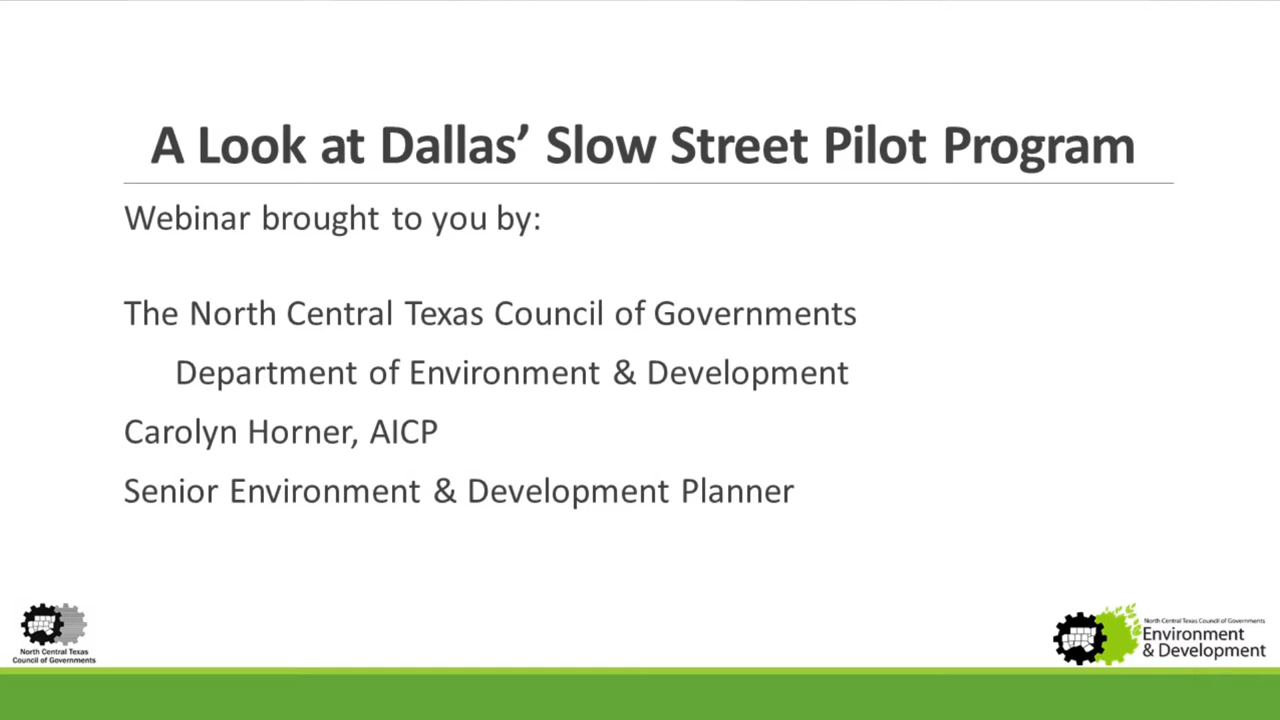 A Look at Dallas’ Slow Street Pilot Program
Webinar brought to you by:
The North Central Texas Council of Governments
Department of Environment & Development
Carolyn Horner, AICP
Senior Environment & Development Planner
North Central Texas
Council of Governments
North Central Texas Council of Governments
Environment
& Development